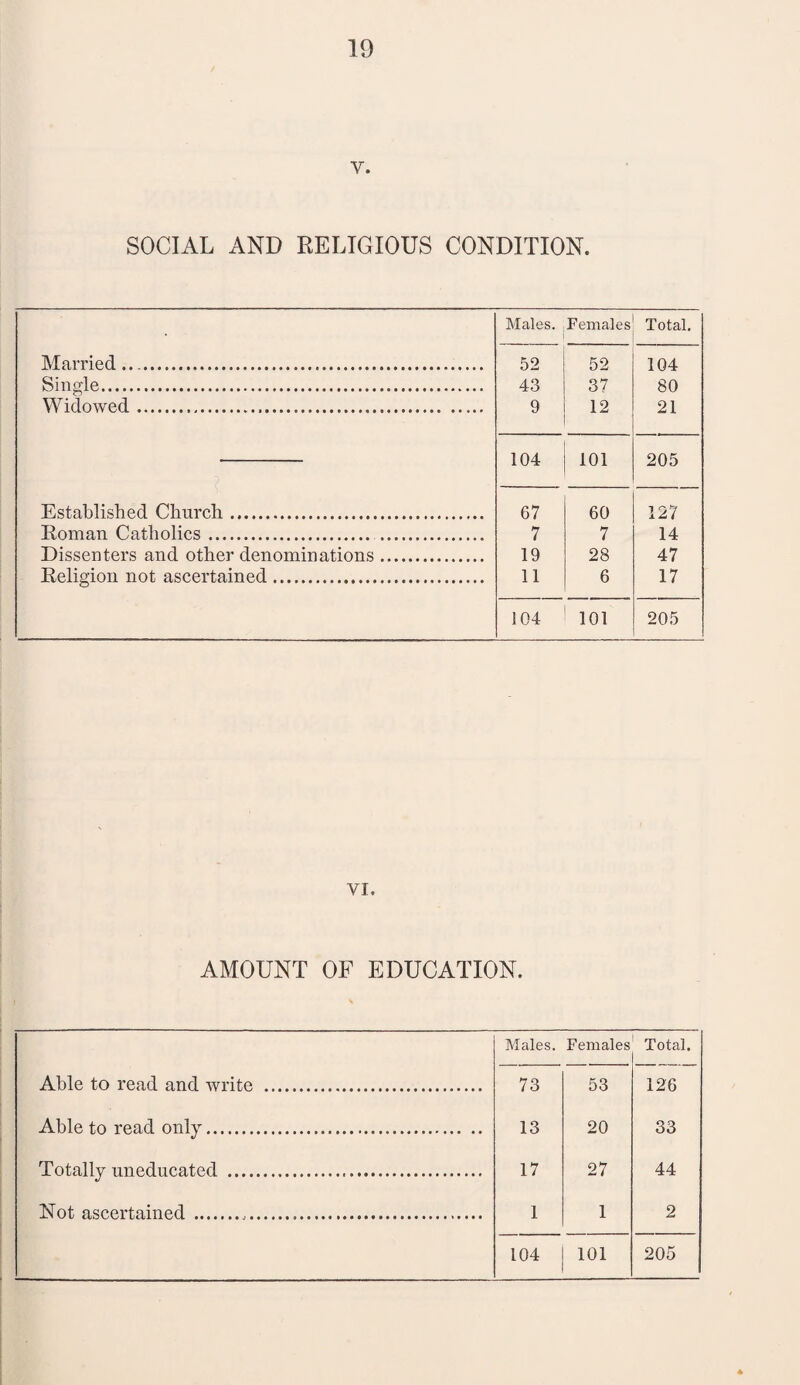 19
V.
SOCIAL AND RELIGIOUS CONDITION.
Males. Females Total.
Married ..... 52 52 104
Single..... 43 37 80
Widowed ..... 9 12 21
104 101 205
Established Church ..... 67 60 127
Roman Catholics ..... 7 7 14
Dissenters and other denominations ..... 19 28 47
Religion not ascertained ..... 11 6 17
104 101 205
VI.
AMOUNT OF EDUCATION.
Males. Females Total.
Able to read and write ..... 73 53 126
Able to read only..... 13 20 33
Totally uneducated ..... 17 27 44
Not ascertained ..... 1 1 2
104 101 205